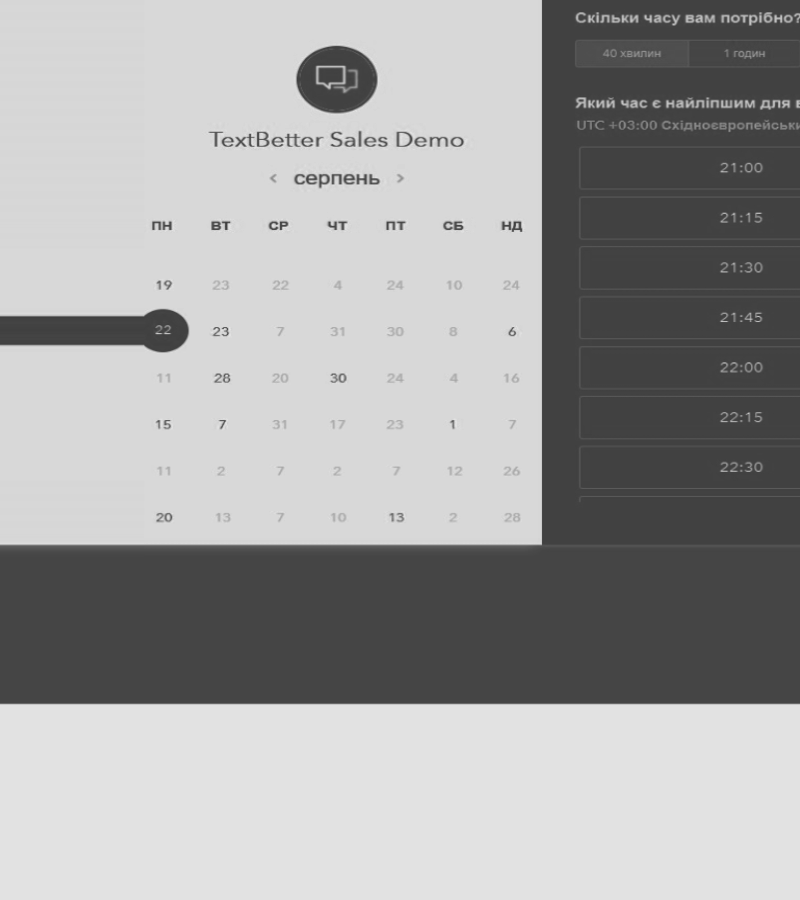 TextBetter Sales Demo
< серпень >
ПН ВТ СР ЧТ ПТ СБ НД
19 23 22 4 24 10 24
22 23 7 31 30 8 6
11 28 20 30 24 4 16
15 7 31 17 23 1 7
11 2 7 2 7 12 26
20 13 7 10 13 2 28
Скільки часу вам потрібно?
40 хвилин 1 годин
Який час є найліпшим для
UTC +03:00
21:00
21:15
21:30
21:45
22:00
22:15
22:30